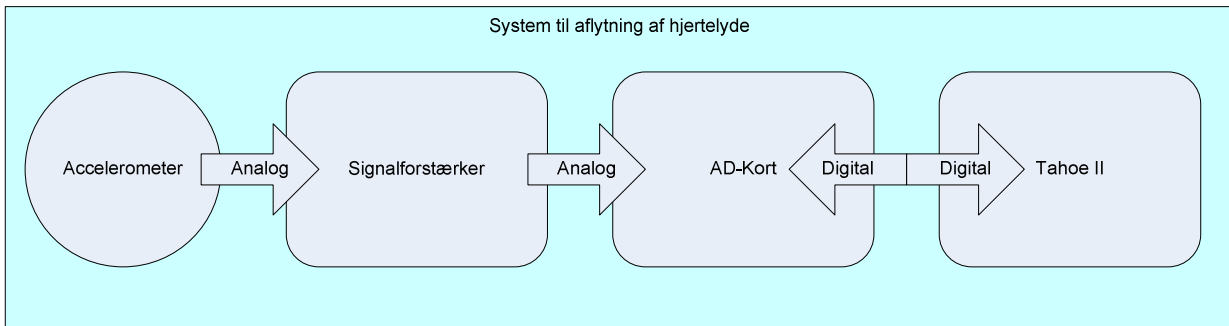 System til aflytning af hjertelyde
Accelerometer
Analog
Signalforstærker
Analog
AD-Kort
Digital
Digital
Tahoe II